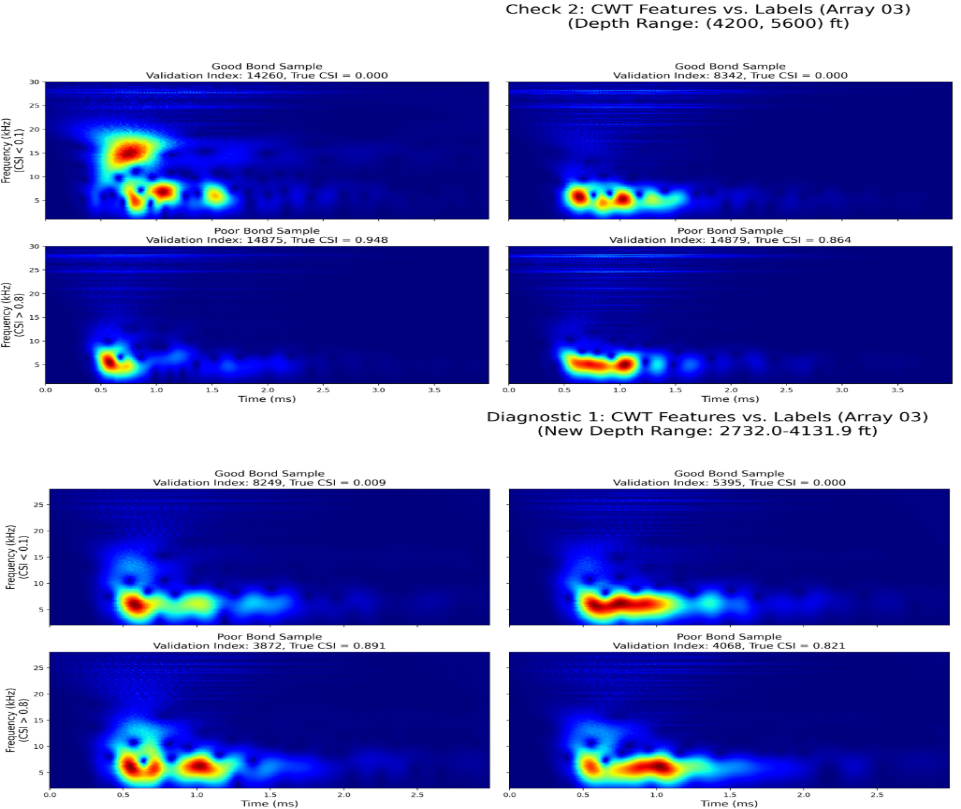 Check 2: CWT Features vs. Labels (Array 03)
(Depth Range: (4200, 5600) ft)
Good Bond Sample
Validation Index: 14260, True CSI = 0.000
Good Bond Sample
Validation Index: 8342, True CSI = 0.000
Frequency (kHz)
(CSI < 0.1)
30
25
20
15
10
5
Poor Bond Sample
Validation Index: 14875, True CSI = 0.948
Poor Bond Sample
Validation Index: 14879, True CSI = 0.864
Frequency (kHz)
(CSI > 0.8)
30
25
20
15
10
5
0.0 0.5 1.0 1.5 2.0 2.5 3.0 3.5
Time (ms)
0.0 0.5 1.0 1.5 2.0 2.5 3.0 3.5
Time (ms)
Diagnostic 1: CWT Features vs. Labels (Array 03)
(New Depth Range: 2732.0-4131.9 ft)
Good Bond Sample
Validation Index: 8249, True CSI = 0.009
Good Bond Sample
Validation Index: 5395, True CSI = 0.000
Frequency (kHz)
(CSI < 0.1)
25
20
15
10
5
Poor Bond Sample
Validation Index: 3872, True CSI = 0.891
Poor Bond Sample
Validation Index: 4068, True CSI = 0.821
Frequency (kHz)
(CSI > 0.8)
25
20
15
10
5
0.0 0.5 1.0 1.5 2.0 2.5
Time (ms)
0.0 0.5 1.0 1.5 2.0 2.5
Time (ms)